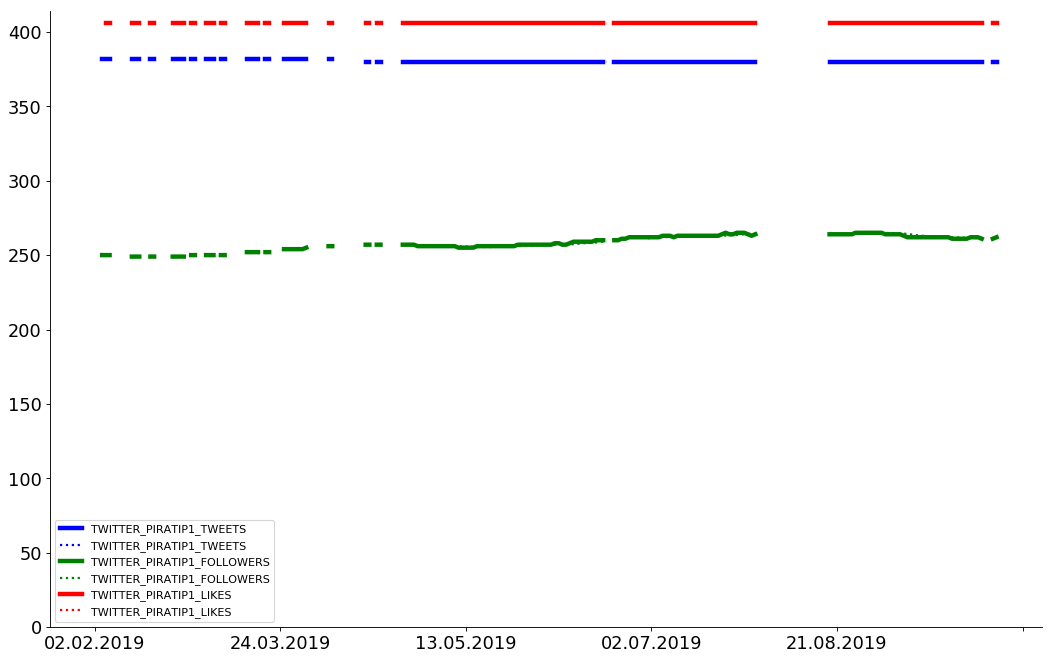 400
350
300
250
200
150
100
50
0
TWITTER_PIRATIP1_TWEETS
TWITTER_PIRATIP1_TWEETS
TWITTER_PIRATIP1_FOLLOWERS
TWITTER_PIRATIP1_FOLLOWERS
TWITTER_PIRATIP1_LIKES
TWITTER_PIRATIP1_LIKES
02.02.2019 24.03.2019 13.05.2019 02.07.2019 21.08.2019